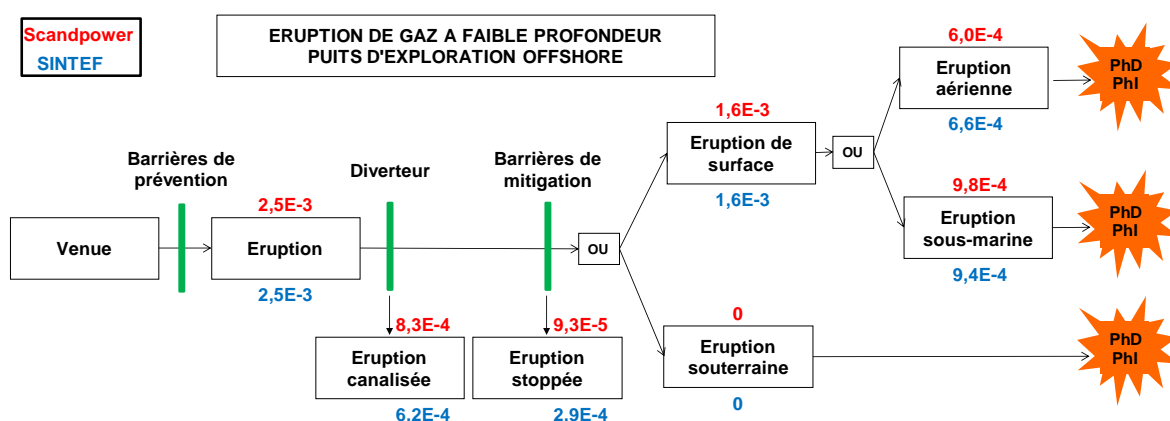 Scandpower
SINTEF
ERUPTION DE GAZ A FAIBLE PROFONDEUR
PUITS D'EXPLORATION OFFSHORE
Barrières de
prévention
Venue
2,5E-3
Eruption
2,5E-3
Diverteur
8,3E-4
Eruption
canalisée
6,2E-4
Barrières de
mitigation
9,3E-5
Eruption
stoppée
2,9E-4
OU
1,6E-3
Eruption de
surface
1,6E-3
OU
6,0E-4
Eruption
aérienne
6,6E-4
PhD
PhI
9,8E-4
Eruption
sous-marine
9,4E-4
PhD
PhI
0
Eruption
souterraine
0
PhD
PhI